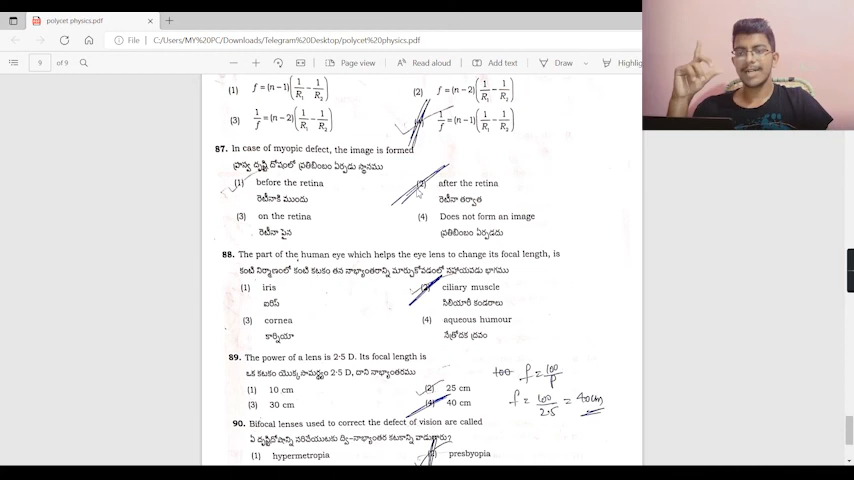 polycet physics.pdf
File
C:/Users/MY%20PC/Downloads/Telegram%20Desktop/polycet%20physics.pdf
9 of 9
Page view
Read aloud
Add text
Draw
Highlig
(1) f = (n − 1)(1/R₁ − 1/R₂)
(2) f = (n − 2)(1/R₁ − 1/R₂)
(3) 1/f = (n − 2)(1/R₁ − 1/R₂)
1/f = (n − 1)(1/R₁ − 1/R₂)
87. In case of myopic defect, the image is formed
హ్రస్వ దృష్టి దోషంలో ప్రతిబింబం ఏర్పడు స్థానము
(1) before the retina
(2) after the retina
రెటీనాకి ముందు
రెటీనా తర్వాత
(3) on the retina
(4) Does not form an image
రెటీనా పైన
ప్రతిబింబం ఏర్పడదు
88. The part of the human eye which helps the eye lens to change its focal length, is
కంటి నిర్మాణంలో కంటి కటకం తన నాభ్యాంతరాన్ని మార్చుకోవడంలో సహాయపడు భాగము
(1) iris
(2) ciliary muscle
ఐరిస్
సిలియారీ కండరాలు
(3) cornea
(4) aqueous humour
కార్నియా
నేత్రోదక ద్రవం
89. The power of a lens is 2·5 D. Its focal length is
ఒక కటకం యొక్క సామర్థ్యం 2·5 D, దాని నాభ్యాంతరము
(1) 10 cm
(2) 25 cm
(3) 30 cm
(4) 40 cm
100 f = 100/P
f = 100/2.5 = 40cm
90. Bifocal lenses used to correct the defect of vision are called
ఏ దృష్టిదోషాన్ని సరిచేయుటకు ద్వి-నాభ్యాంతర కటకాన్ని వాడుతారు?
(1) hypermetropia
presbyopia